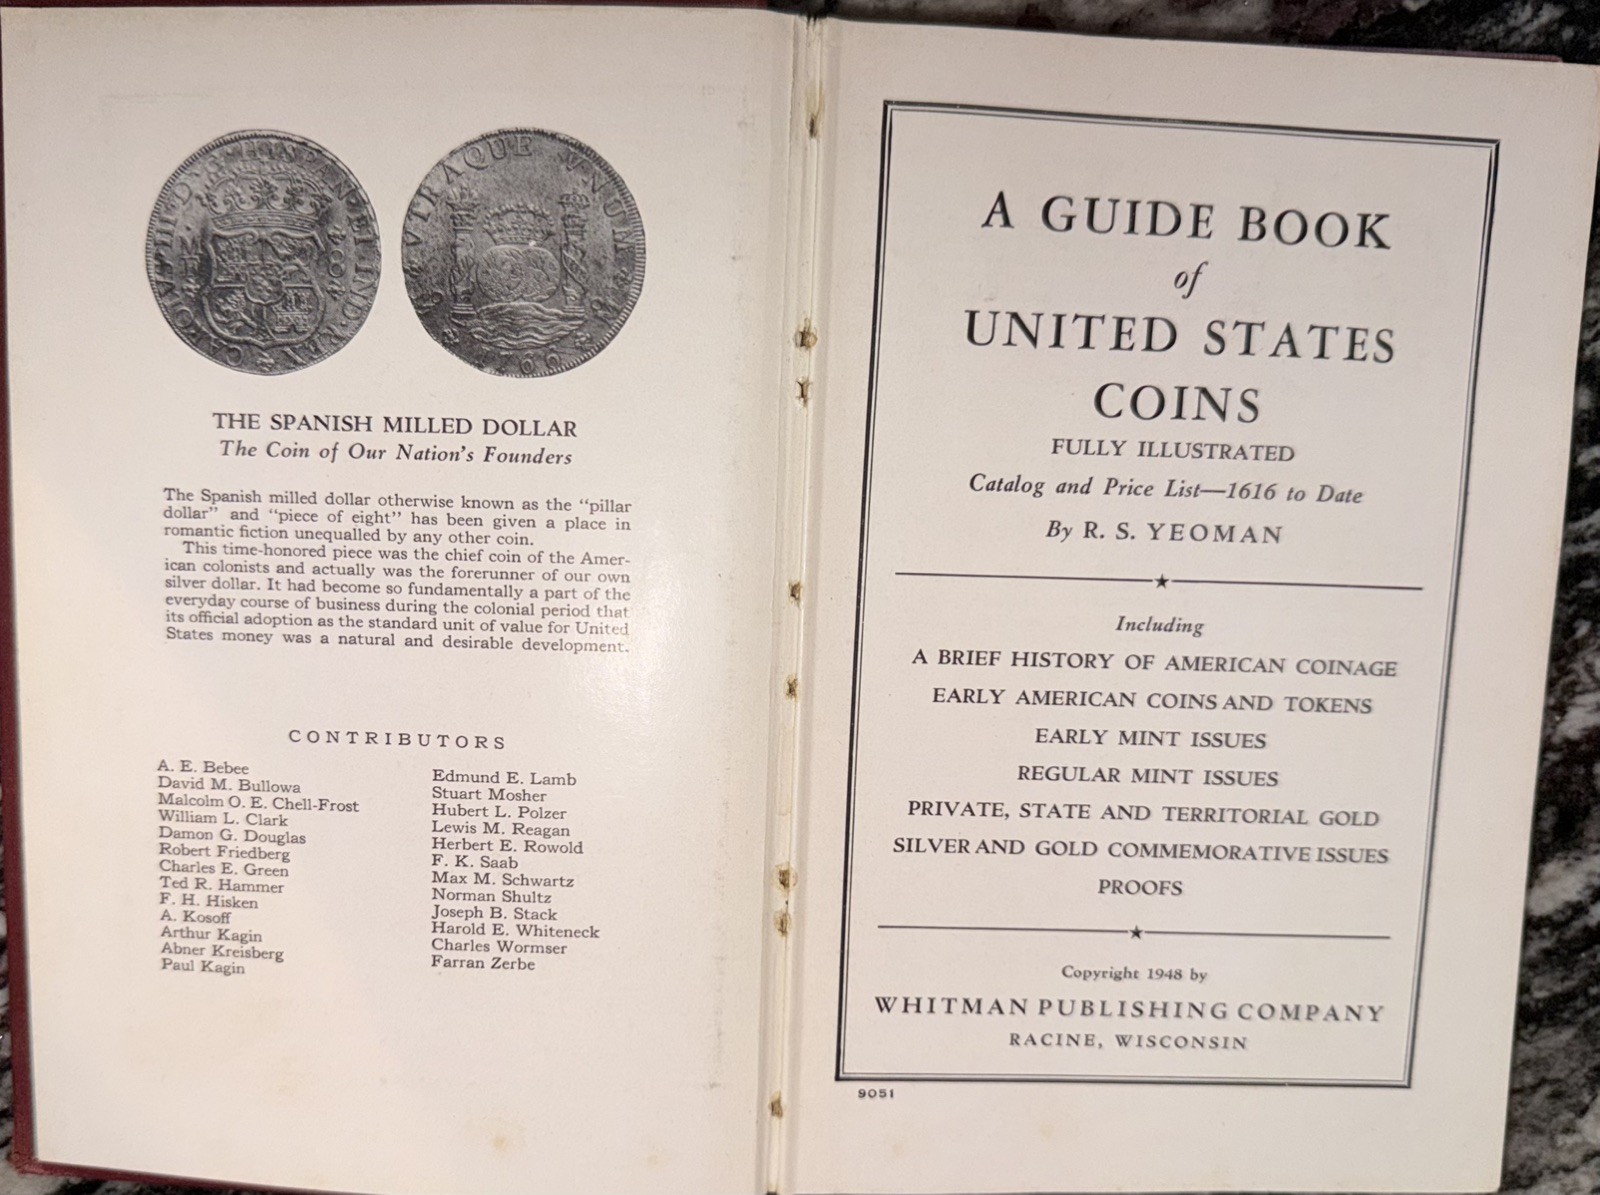 CAROLVS·III·D·G·HISPAN·ET IND·REX
VTRAQUE VNUM
1760
THE SPANISH MILLED DOLLAR
The Coin of Our Nation's Founders
The Spanish milled dollar otherwise known as the "pillar
dollar" and "piece of eight" has been given a place in
romantic fiction unequalled by any other coin.
This time-honored piece was the chief coin of the Amer-
ican colonists and actually was the forerunner of our own
silver dollar. It had become so fundamentally a part of the
everyday course of business during the colonial period that
its official adoption as the standard unit of value for United
States money was a natural and desirable development.
CONTRIBUTORS
A. E. Bebee
David M. Bullowa
Malcolm O. E. Chell-Frost
William L. Clark
Damon G. Douglas
Robert Friedberg
Charles E. Green
Ted R. Hammer
F. H. Hisken
A. Kosoff
Arthur Kagin
Abner Kreisberg
Paul Kagin
Edmund E. Lamb
Stuart Mosher
Hubert L. Polzer
Lewis M. Reagan
Herbert E. Rowold
F. K. Saab
Max M. Schwartz
Norman Shultz
Joseph B. Stack
Harold E. Whiteneck
Charles Wormser
Farran Zerbe
A GUIDE BOOK
of
UNITED STATES
COINS
FULLY ILLUSTRATED
Catalog and Price List—1616 to Date
By R. S. YEOMAN
Including
A BRIEF HISTORY OF AMERICAN COINAGE
EARLY AMERICAN COINS AND TOKENS
EARLY MINT ISSUES
REGULAR MINT ISSUES
PRIVATE, STATE AND TERRITORIAL GOLD
SILVER AND GOLD COMMEMORATIVE ISSUES
PROOFS
Copyright 1948 by
WHITMAN PUBLISHING COMPANY
RACINE, WISCONSIN
9051